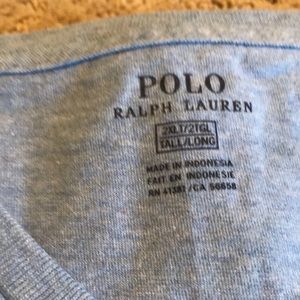 POLO
RALPH LAUREN
2XLT/2TGL
TALL/LONG
MADE IN INDONESIA
FAIT EN INDONESIE
RN 41381 / CA 56658